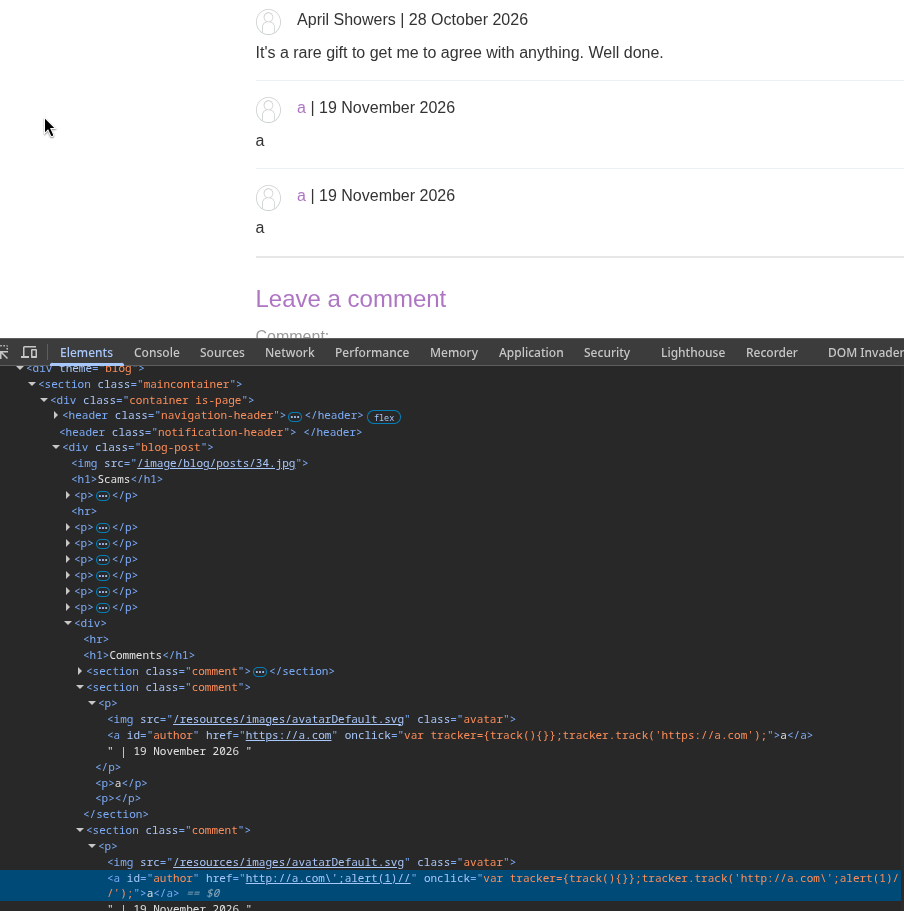 April Showers | 28 October 2026
It's a rare gift to get me to agree with anything. Well done.
a | 19 November 2026
a
a | 19 November 2026
a
Leave a comment
Comment:
Elements Console Sources Network Performance Memory Application Security Lighthouse Recorder DOM Invader
<div theme="blog">
<section class="maincontainer">
<div class="container is-page">
<header class="navigation-header"> ••• </header> flex
<header class="notification-header"> </header>
<div class="blog-post">
<img src="/image/blog/posts/34.jpg">
<h1>Scams</h1>
<p> ••• </p>
<hr>
<p> ••• </p>
<p> ••• </p>
<p> ••• </p>
<p> ••• </p>
<p> ••• </p>
<p> ••• </p>
<div>
<hr>
<h1>Comments</h1>
<section class="comment"> ••• </section>
<section class="comment">
<p>
<img src="/resources/images/avatarDefault.svg" class="avatar">
<a id="author" href="https://a.com" onclick="var tracker={track(){}};tracker.track('https://a.com');">a</a>
" | 19 November 2026 "
</p>
<p>a</p>
<p></p>
</section>
<section class="comment">
<p>
<img src="/resources/images/avatarDefault.svg" class="avatar">
<a id="author" href="http://a.com\';alert(1)//" onclick="var tracker={track(){}};tracker.track('http://a.com\';alert(1)/
/');">a</a> == $0
" | 19 November 2026 "